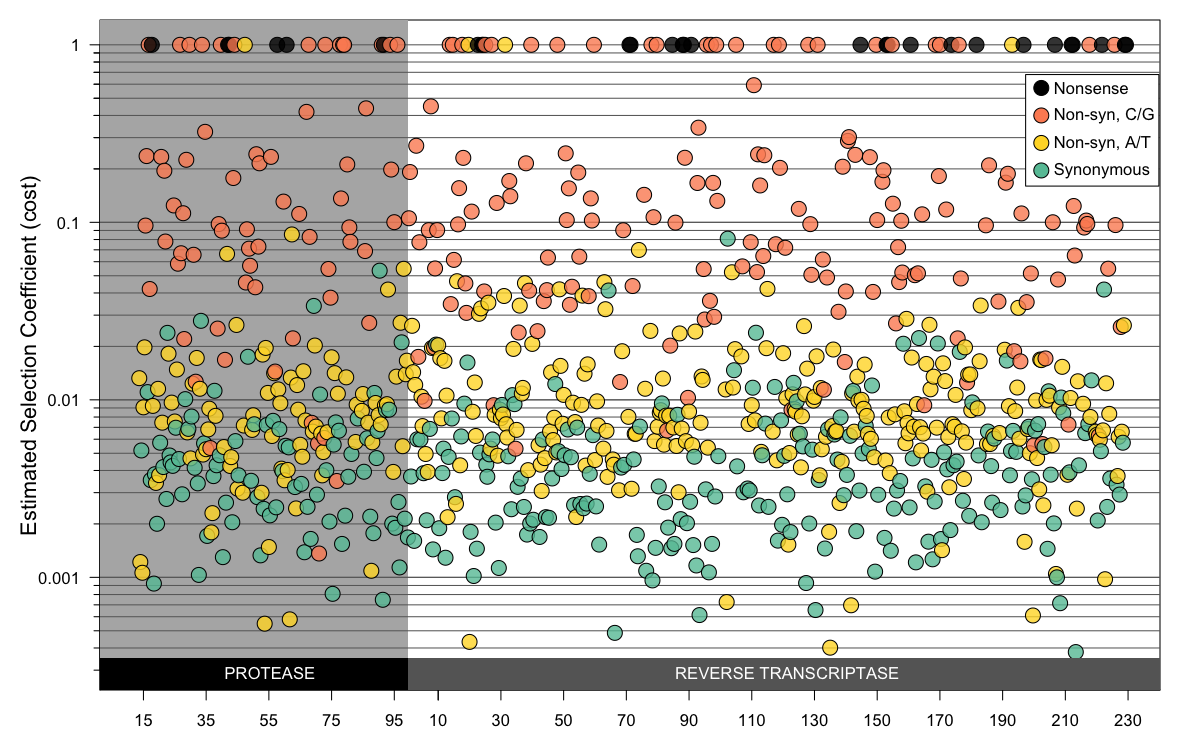 1
Nonsense
Non-syn, C/G
Non-syn, A/T
Synonymous
0.1
0.01
0.001
Estimated Selection Coefficient (cost)
PROTEASE
REVERSE TRANSCRIPTASE
15 35 55 75 95 10 30 50 70 90 110 130 150 170 190 210 230